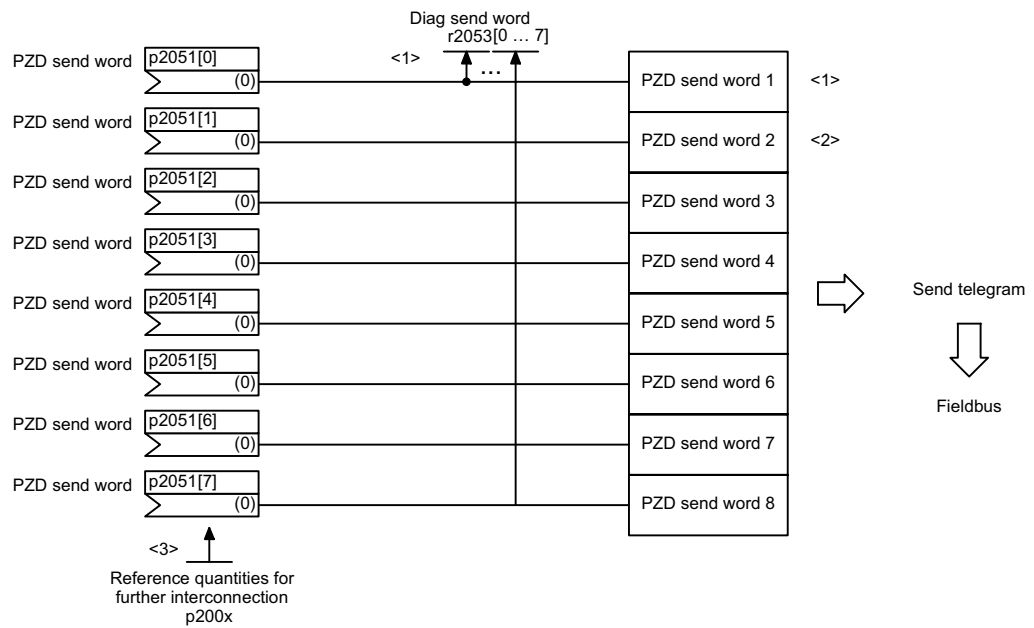 Diag send word
r2053[0 … 7]
<1>
...
PZD send word
p2051[0]
(0)
PZD send word 1
<1>
PZD send word
p2051[1]
(0)
PZD send word 2
<2>
PZD send word
p2051[2]
(0)
PZD send word 3
PZD send word
p2051[3]
(0)
PZD send word 4
PZD send word
p2051[4]
(0)
PZD send word 5
PZD send word
p2051[5]
(0)
PZD send word 6
PZD send word
p2051[6]
(0)
PZD send word 7
PZD send word
p2051[7]
(0)
PZD send word 8
Send telegram
Fieldbus
<3>
Reference quantities for
further interconnection
p200x